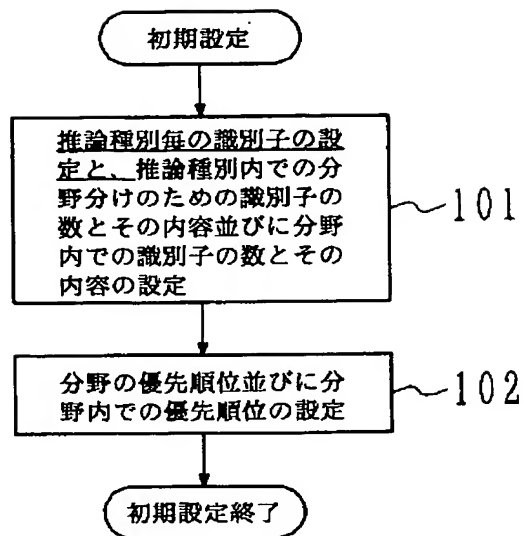 初期設定
推論種別毎の識別子の設
定と、推論種別内での分
野分けのための識別子の
数とその内容並びに分野
内での識別子の数とその
内容の設定
101
分野の優先順位並びに分
野内での優先順位の設定
102
初期設定終了